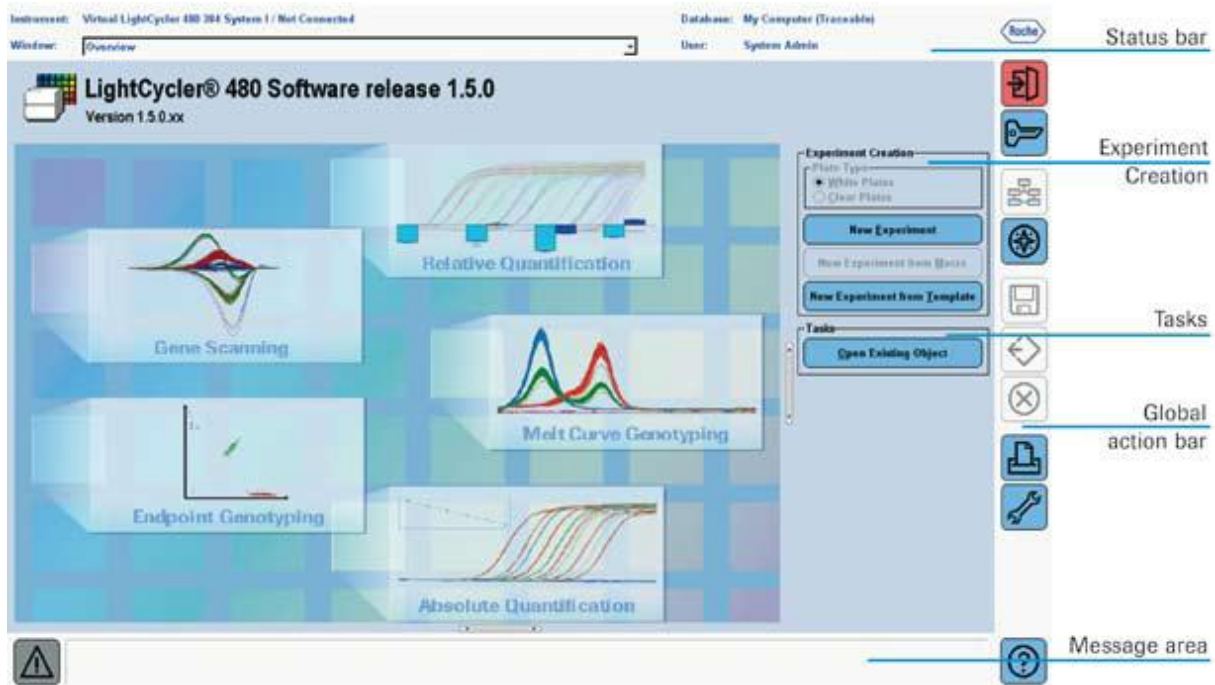 Instrument: Virtual LightCycler 480 384 System I / Not Connected
Database: My Computer (Traceable)
Window: Overview
User: System Admin
Roche
Status bar
LightCycler® 480 Software release 1.5.0
Version 1.5.0.xx
Experiment Creation
Plate Type
White Plates
Clear Plates
New Experiment
New Experiment from Macro
New Experiment from Template
Tasks
Open Existing Object
Relative Quantification
Gene Scanning
Melt Curve Genotyping
Endpoint Genotyping
Absolute Quantification
Experiment
Creation
Tasks
Global
action bar
Message area